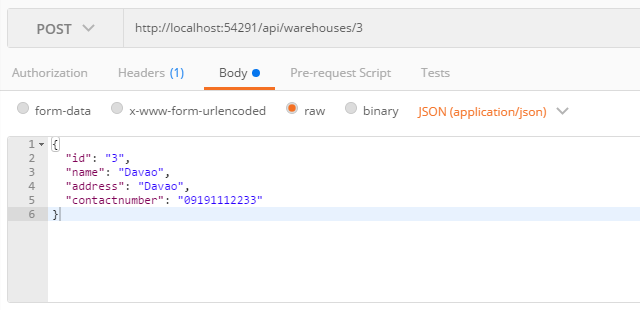 POST http://localhost:54291/api/warehouses/3
Authorization Headers (1) Body Pre-request Script Tests
form-data x-www-form-urlencoded raw binary JSON (application/json)
1 {
2 "id": "3",
3 "name": "Davao",
4 "address": "Davao",
5 "contactnumber": "09191112233"
6 }